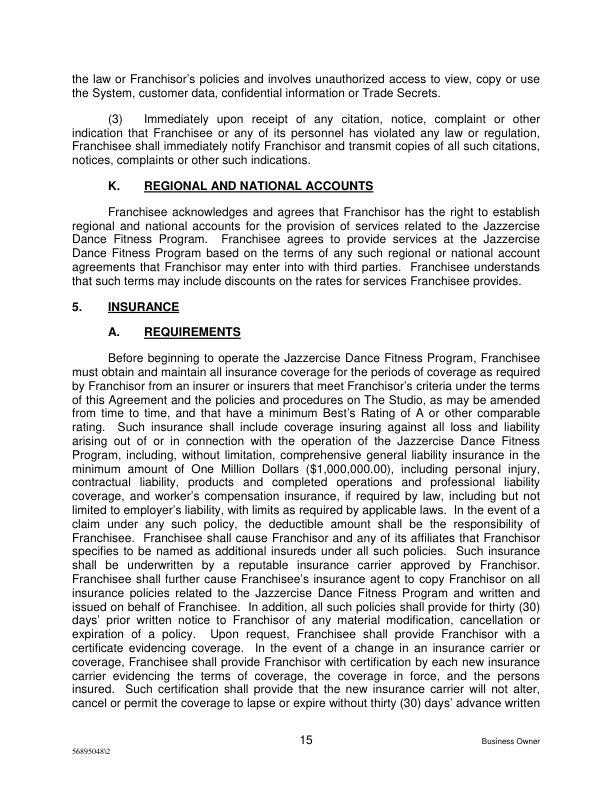 the law or Franchisor's policies and involves unauthorized access to view, copy or use
the System, customer data, confidential information or Trade Secrets.
(3) Immediately upon receipt of any citation, notice, complaint or other
indication that Franchisee or any of its personnel has violated any law or regulation,
Franchisee shall immediately notify Franchisor and transmit copies of all such citations,
notices, complaints or other such indications.
K. REGIONAL AND NATIONAL ACCOUNTS
Franchisee acknowledges and agrees that Franchisor has the right to establish
regional and national accounts for the provision of services related to the Jazzercise
Dance Fitness Program. Franchisee agrees to provide services at the Jazzercise
Dance Fitness Program based on the terms of any such regional or national account
agreements that Franchisor may enter into with third parties. Franchisee understands
that such terms may include discounts on the rates for services Franchisee provides.
5. INSURANCE
A. REQUIREMENTS
Before beginning to operate the Jazzercise Dance Fitness Program, Franchisee
must obtain and maintain all insurance coverage for the periods of coverage as required
by Franchisor from an insurer or insurers that meet Franchisor's criteria under the terms
of this Agreement and the policies and procedures on The Studio, as may be amended
from time to time, and that have a minimum Best's Rating of A or other comparable
rating. Such insurance shall include coverage insuring against all loss and liability
arising out of or in connection with the operation of the Jazzercise Dance Fitness
Program, including, without limitation, comprehensive general liability insurance in the
minimum amount of One Million Dollars ($1,000,000.00), including personal injury,
contractual liability, products and completed operations and professional liability
coverage, and worker's compensation insurance, if required by law, including but not
limited to employer's liability, with limits as required by applicable laws. In the event of a
claim under any such policy, the deductible amount shall be the responsibility of
Franchisee. Franchisee shall cause Franchisor and any of its affiliates that Franchisor
specifies to be named as additional insureds under all such policies. Such insurance
shall be underwritten by a reputable insurance carrier approved by Franchisor.
Franchisee shall further cause Franchisee's insurance agent to copy Franchisor on all
insurance policies related to the Jazzercise Dance Fitness Program and written and
issued on behalf of Franchisee. In addition, all such policies shall provide for thirty (30)
days' prior written notice to Franchisor of any material modification, cancellation or
expiration of a policy. Upon request, Franchisee shall provide Franchisor with a
certificate evidencing coverage. In the event of a change in an insurance carrier or
coverage, Franchisee shall provide Franchisor with certification by each new insurance
carrier evidencing the terms of coverage, the coverage in force, and the persons
insured. Such certification shall provide that the new insurance carrier will not alter,
cancel or permit the coverage to lapse or expire without thirty (30) days' advance written
15
Business Owner
56895048\2